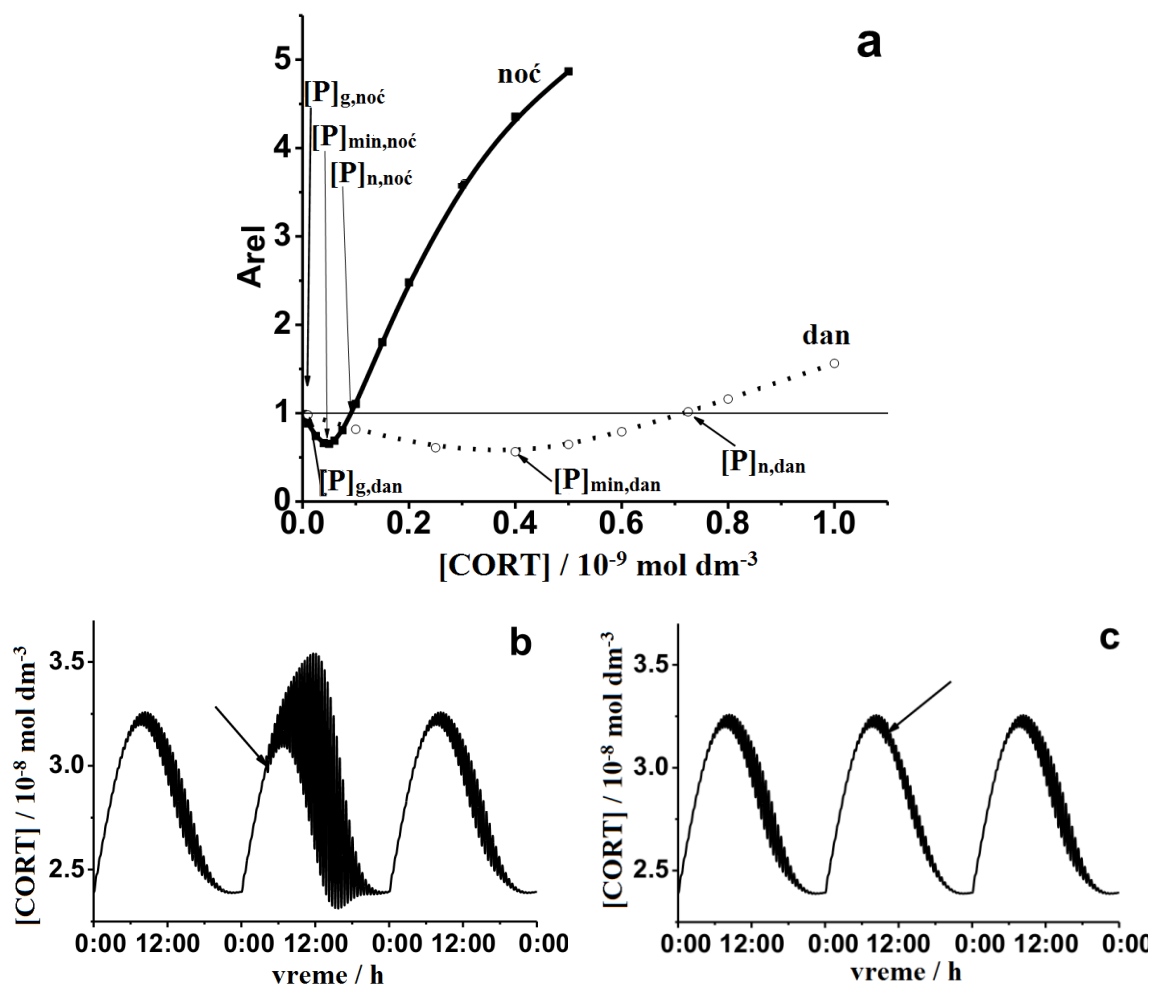 a
5
4
3
2
1
0
Arel
noć
dan
[P]g,noć
[P]min,noć
[P]n,noć
[P]g,dan
[P]min,dan
[P]n,dan
0.0 0.2 0.4 0.6 0.8 1.0
[CORT] / 10⁻⁹ mol dm⁻³
b
3.5
3.0
2.5
[CORT] / 10⁻⁸ mol dm⁻³
0:00 12:00 0:00 12:00 0:00 12:00 0:00
vreme / h
c
3.5
3.0
2.5
[CORT] / 10⁻⁸ mol dm⁻³
0:00 12:00 0:00 12:00 0:00 12:00 0:00
vreme / h